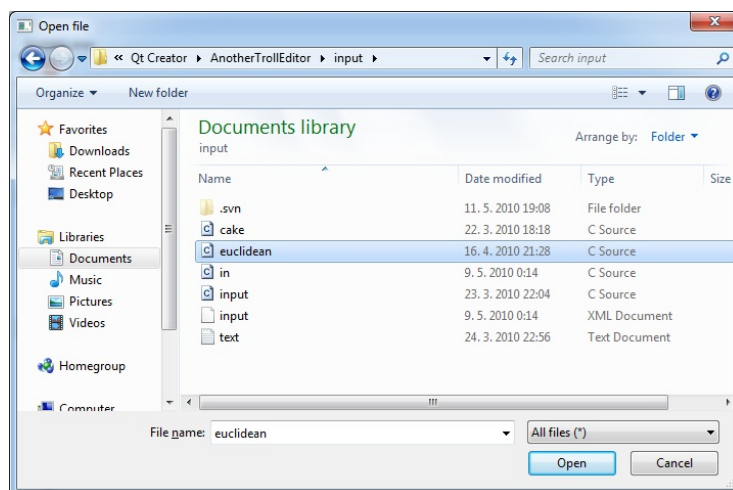 Open file
« Qt Creator ▸ AnotherTrollEditor ▸ input ▸ Search input
Organize ▾ New folder
Favorites
Downloads
Recent Places
Desktop
Libraries
Documents
Music
Pictures
Videos
Homegroup
Computer
Documents library
input
Arrange by: Folder ▾
Name Date modified Type Size
.svn 11. 5. 2010 19:08 File folder
cake 22. 3. 2010 18:18 C Source
euclidean 16. 4. 2010 21:28 C Source
in 9. 5. 2010 0:14 C Source
input 23. 3. 2010 22:04 C Source
input 9. 5. 2010 0:14 XML Document
text 24. 3. 2010 22:56 Text Document
File name: euclidean All files (*)
Open Cancel